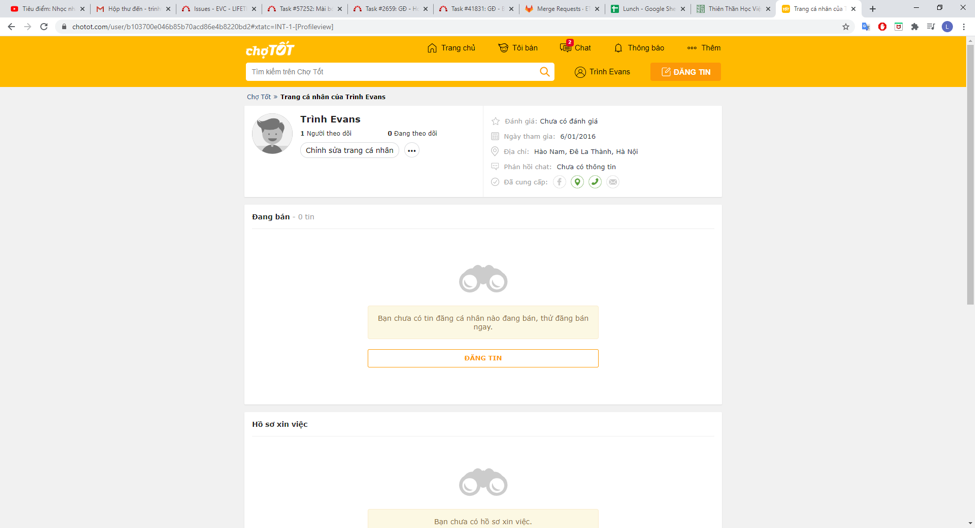 Tiêu điểm: Nhọc nh
Hộp thư đến - trinh
Issues - EVC - LIFET
Task #57252: Mái b
Task #2659: GĐ - H
Task #41831: GĐ -
Merge Requests - E
Lunch - Google She
Thiên Thần Học Việ
Trang cá nhân của T
chotot.com/user/b103700e046b85b70acd86e4b8220bd2#xtatc=INT-1-[Profileview]
L
chợTỐT
Trang chủ
Tôi bán
2
Chat
Thông báo
Thêm
Tìm kiếm trên Chợ Tốt
Trinh Evans
ĐĂNG TIN
Chợ Tốt » Trang cá nhân của Trinh Evans
Trinh Evans
1 Người theo dõi
0 Đang theo dõi
Chỉnh sửa trang cá nhân
Đánh giá: Chưa có đánh giá
Ngày tham gia: 6/01/2016
Địa chỉ: Hào Nam, Đê La Thành, Hà Nội
Phản hồi chat: Chưa có thông tin
Đã cung cấp:
Đang bán - 0 tin
Bạn chưa có tin đăng cá nhân nào đang bán, thử đăng bán
ngay.
ĐĂNG TIN
Hồ sơ xin việc
Bạn chưa có hồ sơ xin việc.